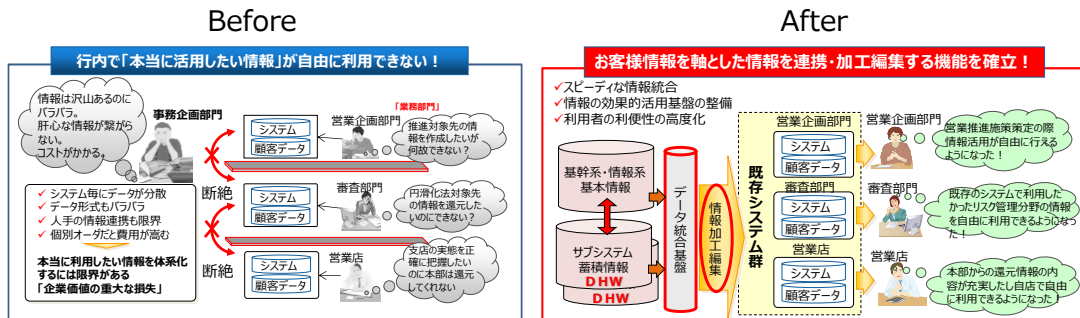 Before
行内で「本当に活用したい情報」が自由に利用できない!
情報は沢山あるのに
バラバラ。
肝心な情報が繋がら
ない。
コストがかかる。
事務企画部門
✓ システム毎にデータが分散
✓ データ形式もバラバラ
✓ 人手の情報連携も限界
✓ 個別オーダだと費用が嵩む
本当に利用したい情報を体系化
するには限界がある
「企業価値の重大な損失」
断絶
断絶
システム
顧客データ
「業務部門」
営業企画部門
推進対象先の情
報を作成したいが
何故できない?
システム
顧客データ
審査部門
円滑化法対象先
の情報を還元した
いのにできない?
システム
顧客データ
営業店
支店の実態を正
確に把握したい
のに本部は還元
してくれない
After
お客様情報を軸とした情報を連携・加工編集する機能を確立!
✓スピーディな情報統合
✓情報の効果的活用基盤の整備
✓利用者の利便性の高度化
基幹系・情報系
基本情報
サブシステム
蓄積情報
DHW
DHW
データ統合基盤
情報加工編集
既存システム群
営業企画部門
システム
顧客データ
審査部門
システム
顧客データ
営業店
システム
顧客データ
営業企画部門
営業推進施策策定の際
情報活用が自由に行える
ようになった!
審査部門
既存のシステムで利用した
かったリスク管理分野の情報
を自由に利用できるようになっ
た!
営業店
本部からの還元情報の内
容が充実したし自店で自由
に利用できるようになった!